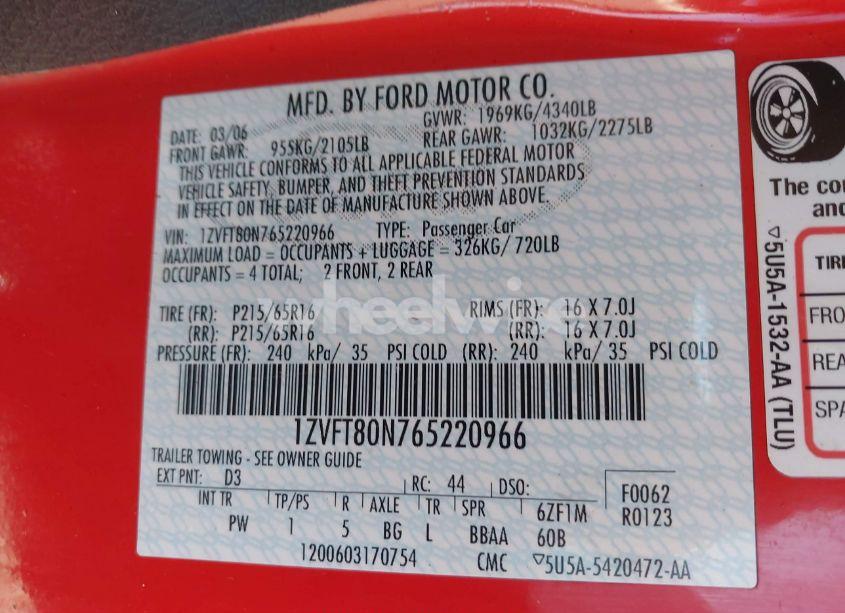 MFD. BY FORD MOTOR CO.
DATE: 03/06 GVWR: 1969KG/4340LB
FRONT GAWR: 955KG/2105LB REAR GAWR: 1032KG/2275LB
THIS VEHICLE CONFORMS TO ALL APPLICABLE FEDERAL MOTOR
VEHICLE SAFETY, BUMPER, AND THEFT PREVENTION STANDARDS
IN EFFECT ON THE DATE OF MANUFACTURE SHOWN ABOVE.
VIN: 1ZVFT80N765220966 TYPE: Passenger Car
MAXIMUM LOAD = OCCUPANTS + LUGGAGE = 326KG/ 720LB
OCCUPANTS = 4 TOTAL; 2 FRONT, 2 REAR
wheelwise
TIRE (FR): P215/65R16 RIMS (FR): 16 X 7.0J
(RR): P215/65R16 (RR): 16 X 7.0J
PRESSURE (FR): 240 kPa/ 35 PSI COLD (RR): 240 kPa/ 35 PSI COLD
1ZVFT80N765220966
TRAILER TOWING - SEE OWNER GUIDE
EXT PNT: D3 RC: 44 DSO: F0062
INT TR TP/PS R AXLE TR SPR 6ZF1M R0123
PW 1 5 BG L BBAA 60B
1200603170754 CMC ▽5U5A-5420472-AA
The co
and
TIRE
FRO
REA
SPA
▽5U5A-1532-AA (TLU)